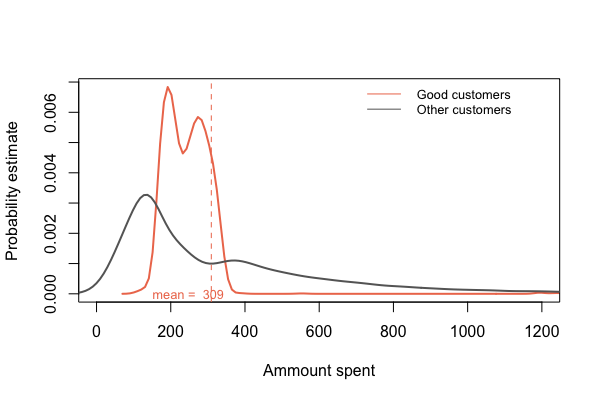 Good customers
Other customers
Probability estimate
0.000
0.002
0.004
0.006
mean =  309
0
200
400
600
800
1000
1200
Ammount spent